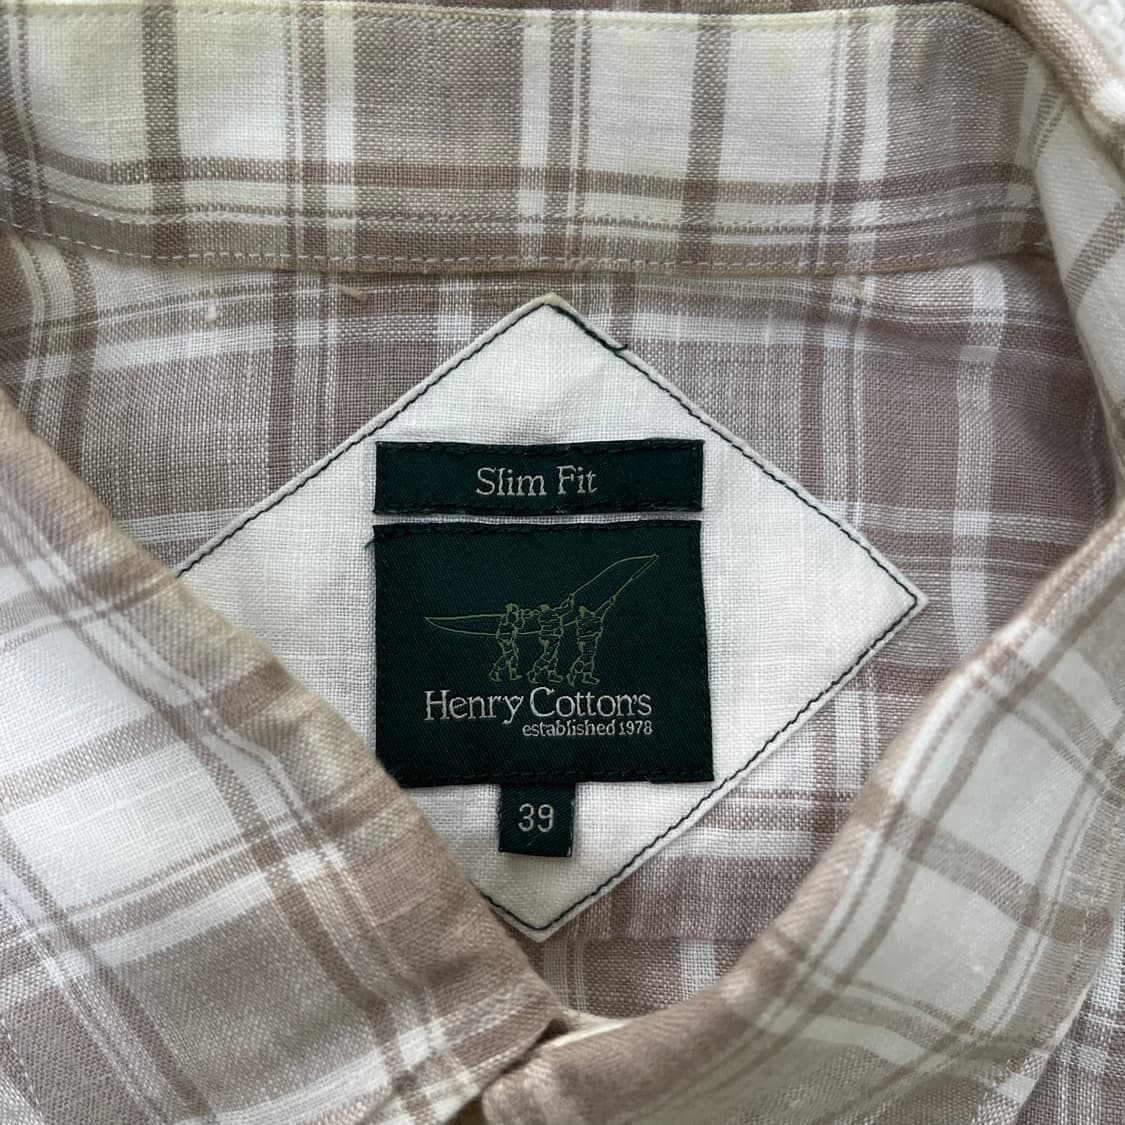 Slim Fit
Henry Cotton's
established 1978
39